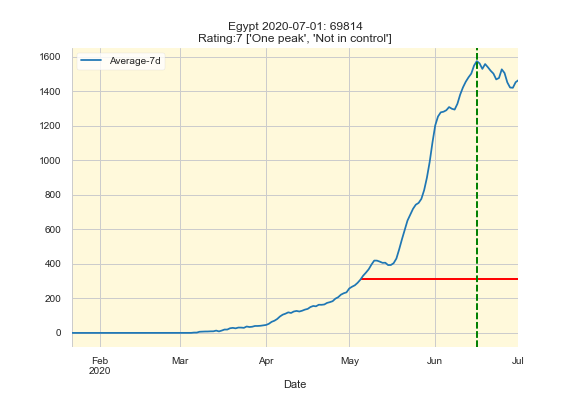 Egypt 2020-07-01: 69814
Rating:7 ['One peak', 'Not in control']
Average-7d
1600
1400
1200
1000
800
600
400
200
0
Feb Mar Apr May Jun Jul
2020
Date